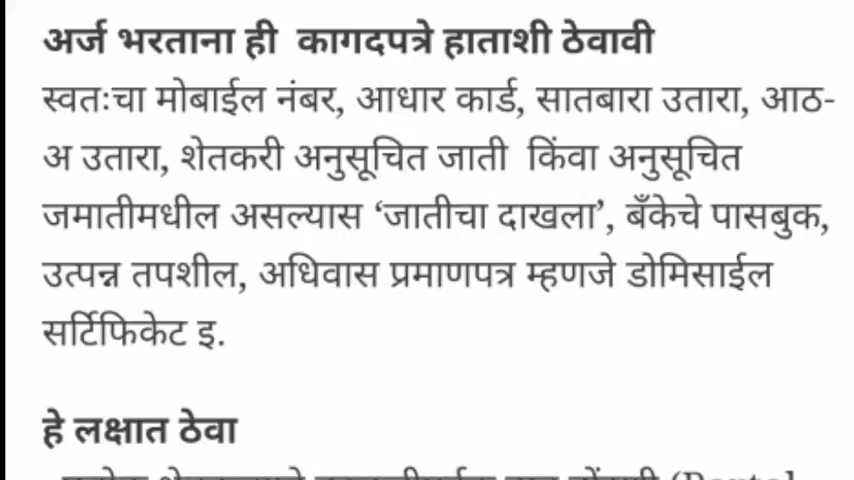 अर्ज भरताना ही कागदपत्रे हाताशी ठेवावी
स्वतःचा मोबाईल नंबर, आधार कार्ड, सातबारा उतारा, आठ-
अ उतारा, शेतकरी अनुसूचित जाती किंवा अनुसूचित
जमातीमधील असल्यास ‘जातीचा दाखला’, बँकेचे पासबुक,
उत्पन्न तपशील, अधिवास प्रमाणपत्र म्हणजे डोमिसाईल
सर्टिफिकेट इ.
हे लक्षात ठेवा